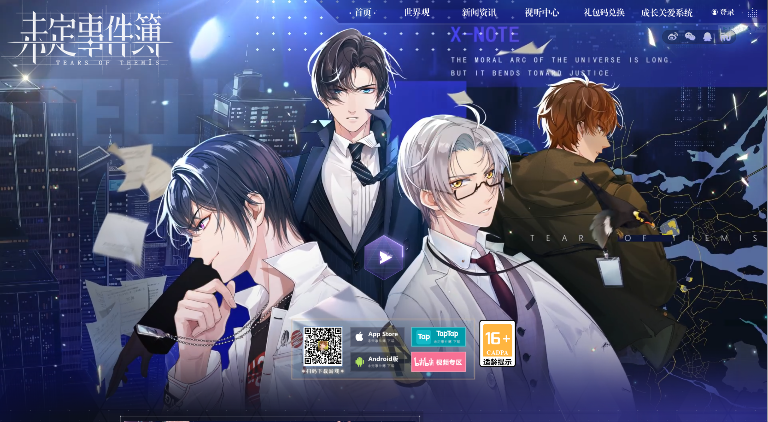 首页
世界观
新闻资讯
视听中心
礼包码兑换
成长关爱系统
登录
未定事件簿
TEARS OF THEMIS
X-NOTE
THE MORAL ARC OF THE UNIVERSE IS LONG.
BUT IT BENDS TOWARD JUSTICE.
STELL
TEARS OF THEMIS
App Store
TapTap
Android版
bilibili 视频专区
扫码下载游戏
16+
CADPA
适龄提示